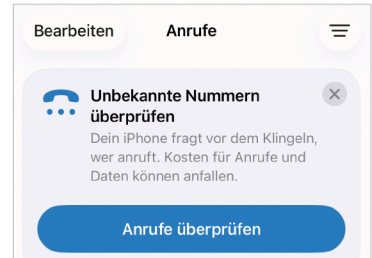 Bearbeiten Anrufe
Unbekannte Nummern
überprüfen
Dein iPhone fragt vor dem Klingeln,
wer anruft. Kosten für Anrufe und
Daten können anfallen.
Anrufe überprüfen